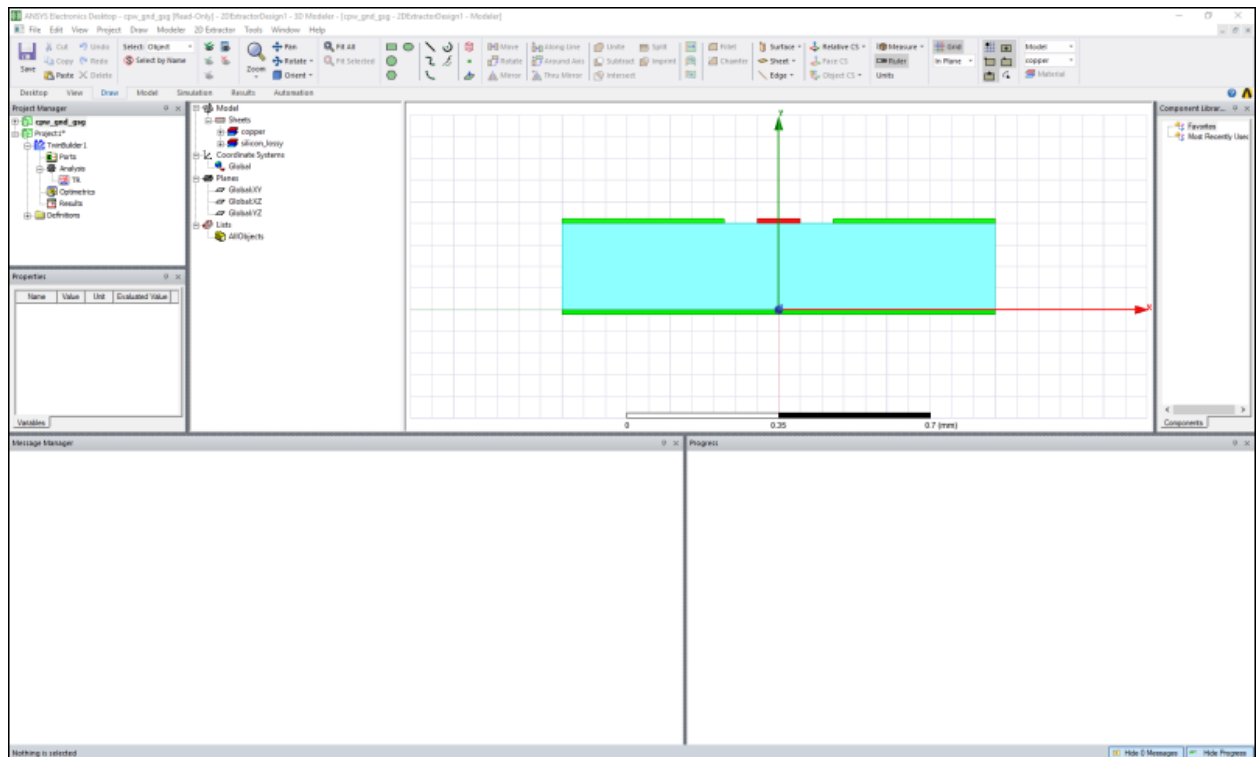 ANSYS Electronics Desktop - cpw_gnd_gsg [Read-Only] - 2DExtractorDesign1 - 3D Modeler - [cpw_gnd_gsg - 2DExtractorDesign1 - Modeler]
File Edit View Project Draw Modeler 2D Extractor Tools Window Help
Save
Cut Undo
Copy Redo
Paste Delete
Select: Object
Select by Name
Zoom
Pan
Rotate
Orient
Fit All
Fit Selected
Move Along Line
Rotate Around Axis
Mirror Thru Mirror
Unite Split
Subtract Imprint
Intersect
Fillet
Chamfer
Surface
Sheet
Edge
Relative CS
Face CS
Object CS
Measure
Ruler
Units
Grid
In Plane
Model
copper
Material
Desktop View Draw Model Simulation Results Automation
Project Manager
cpw_gnd_gsg
Project1*
TwinBuilder1
Ports
Analysis
TR
Optimetrics
Results
Definitions
Properties
Name Value Unit Evaluated Value
Variables
Model
Sheets
copper
silicon_lossy
Coordinate Systems
Global
Planes
Global:XY
Global:XZ
Global:YZ
Lists
AllObjects
Y
X
0 0.35 0.7 (mm)
Component Librar...
Favorites
Most Recently Used
Components
Message Manager
Progress
Nothing is selected
Hide 0 Messages Hide Progress